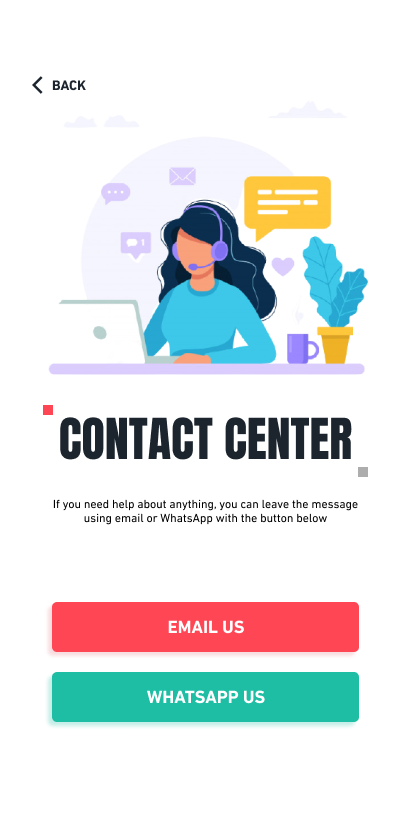 BACK
CONTACT CENTER
If you need help about anything, you can leave the message
using email or WhatsApp with the button below
EMAIL US
WHATSAPP US